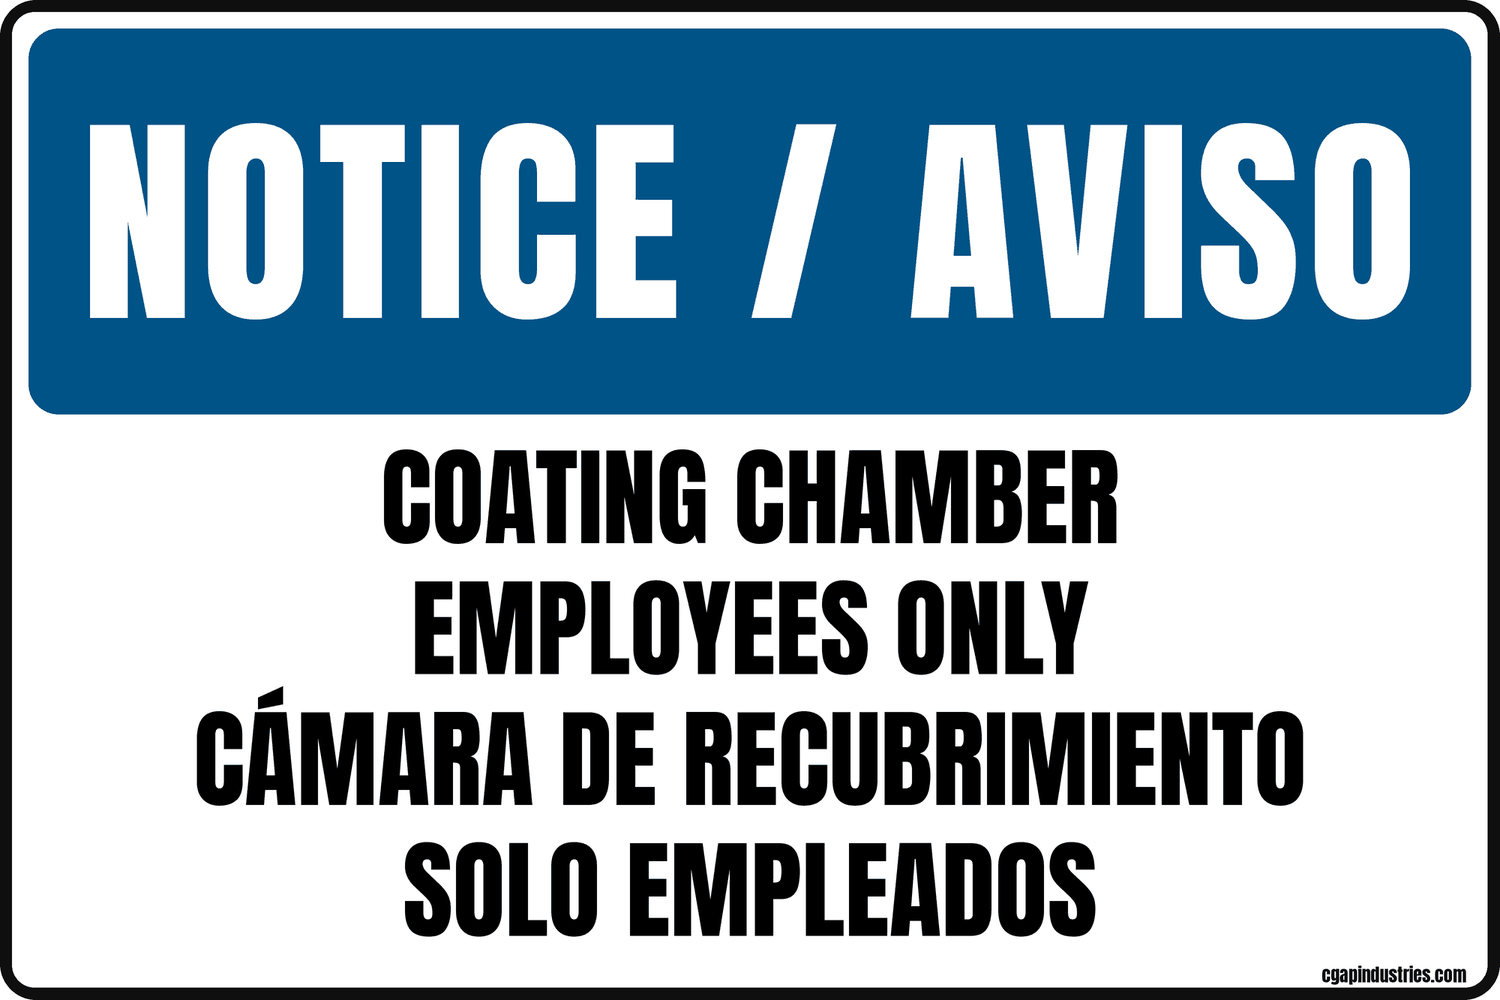 NOTICE / AVISO
COATING CHAMBER
EMPLOYEES ONLY
CÁMARA DE RECUBRIMIENTO
SOLO EMPLEADOS
cgapindustries.com